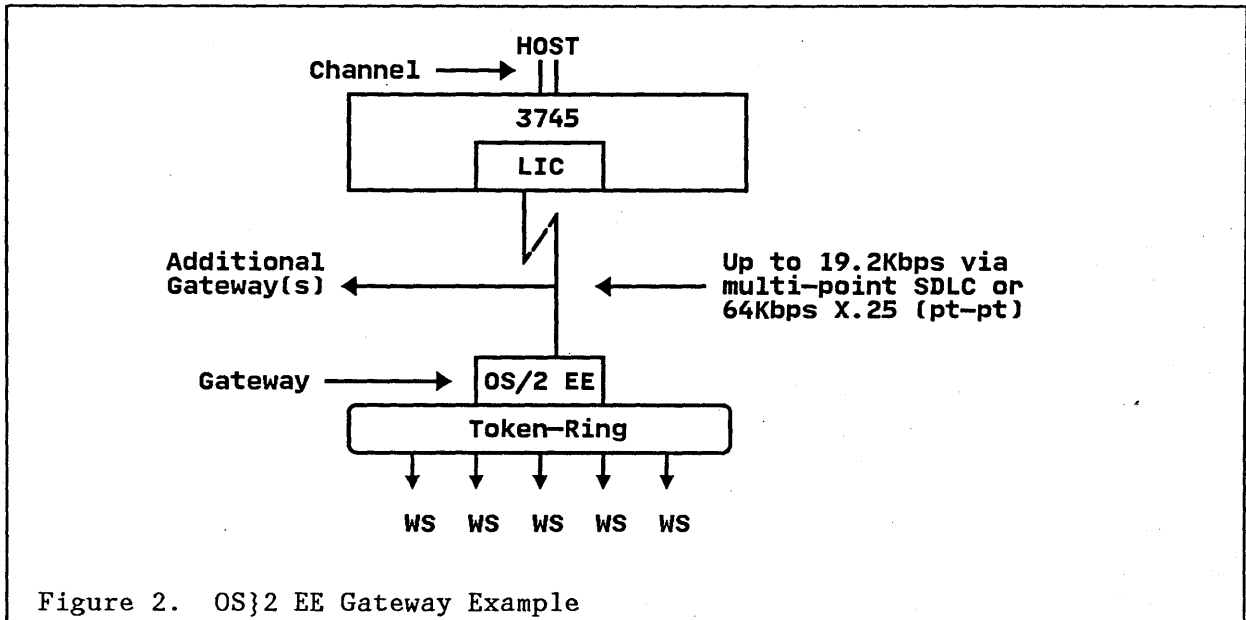 HOST
Channel
3745
LIC
Additional
Gateway(s)
Up to 19.2Kbps via
multi-point SDLC or
64Kbps X.25 (pt-pt)
Gateway
OS/2 EE
Token-Ring
WS WS WS WS WS
Figure 2. OS}2 EE Gateway Example